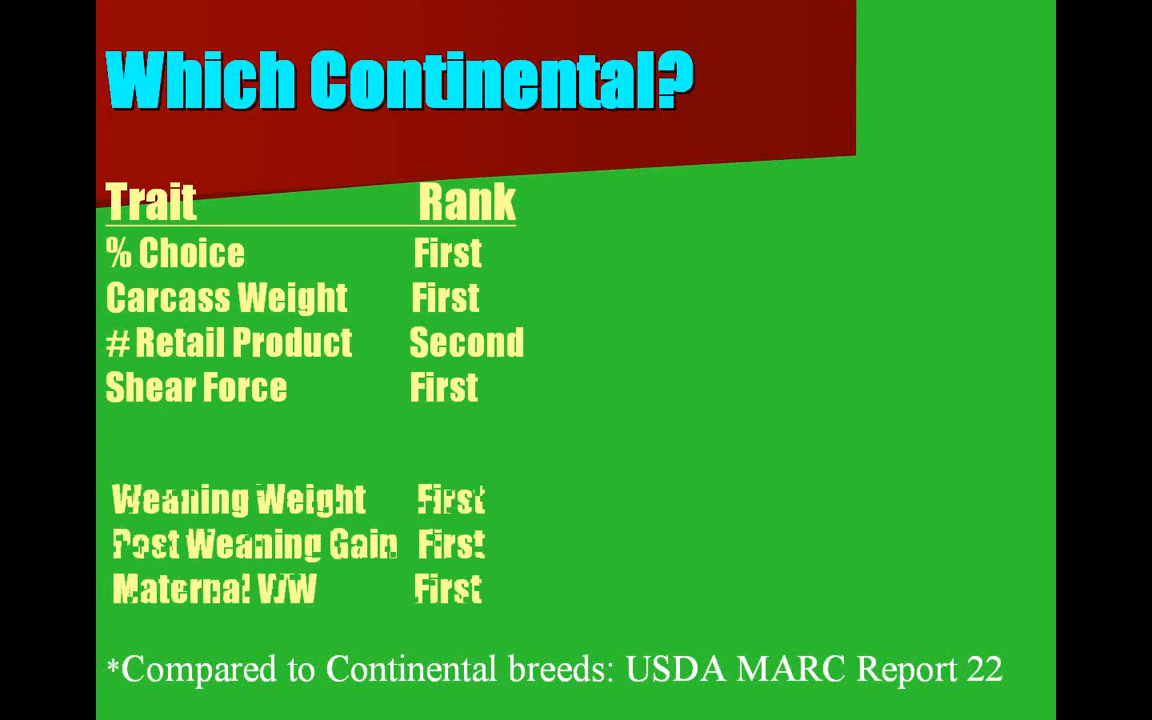 Which Continental?
Trait Rank
% Choice First
Carcass Weight First
# Retail Product Second
Shear Force First
Weaning Weight First
Post Weaning Gain First
Maternal WW First
*Compared to Continental breeds: USDA MARC Report 22